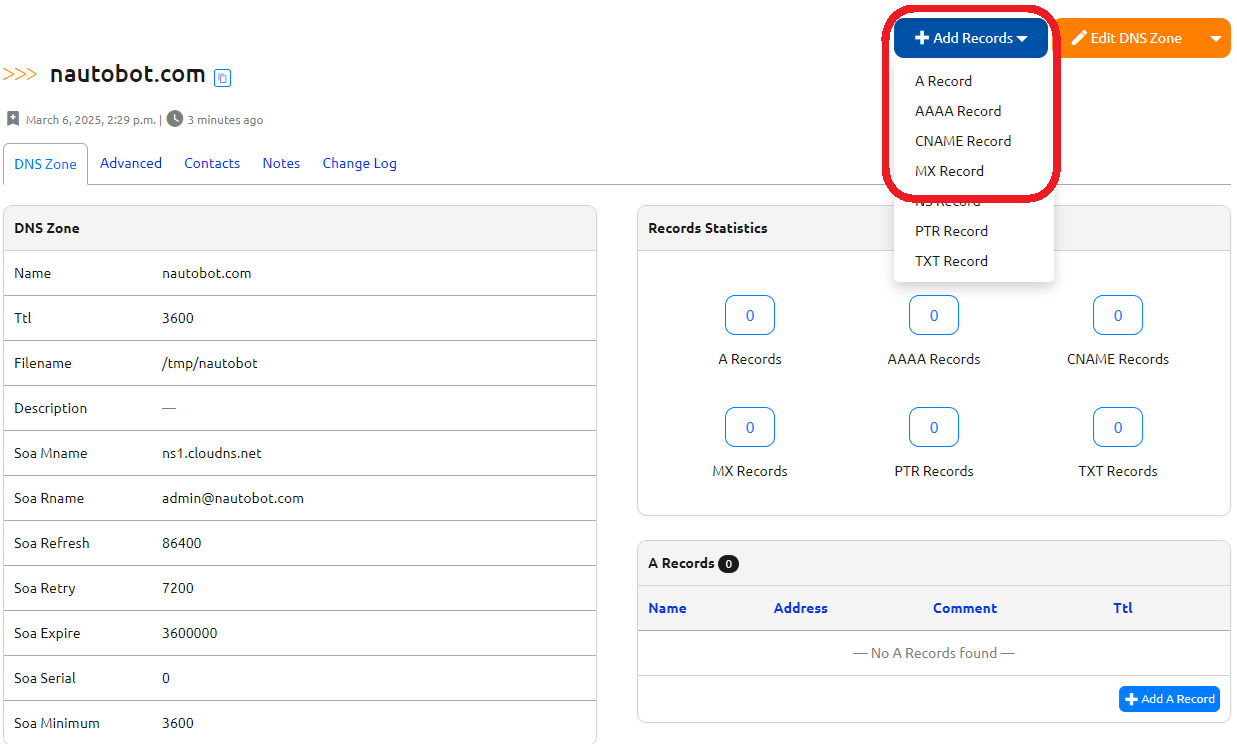 Add Records
Edit DNS Zone
A Record
AAAA Record
CNAME Record
MX Record
NS Record
PTR Record
TXT Record
>>> nautobot.com
March 6, 2025, 2:29 p.m. | 3 minutes ago
DNS Zone Advanced Contacts Notes Change Log
DNS Zone
Name nautobot.com
Ttl 3600
Filename /tmp/nautobot
Description —
Soa Mname ns1.cloudns.net
Soa Rname admin@nautobot.com
Soa Refresh 86400
Soa Retry 7200
Soa Expire 3600000
Soa Serial 0
Soa Minimum 3600
Records Statistics
0 0 0
A Records AAAA Records CNAME Records
0 0 0
MX Records PTR Records TXT Records
A Records 0
Name Address Comment Ttl
— No A Records found —
Add A Record